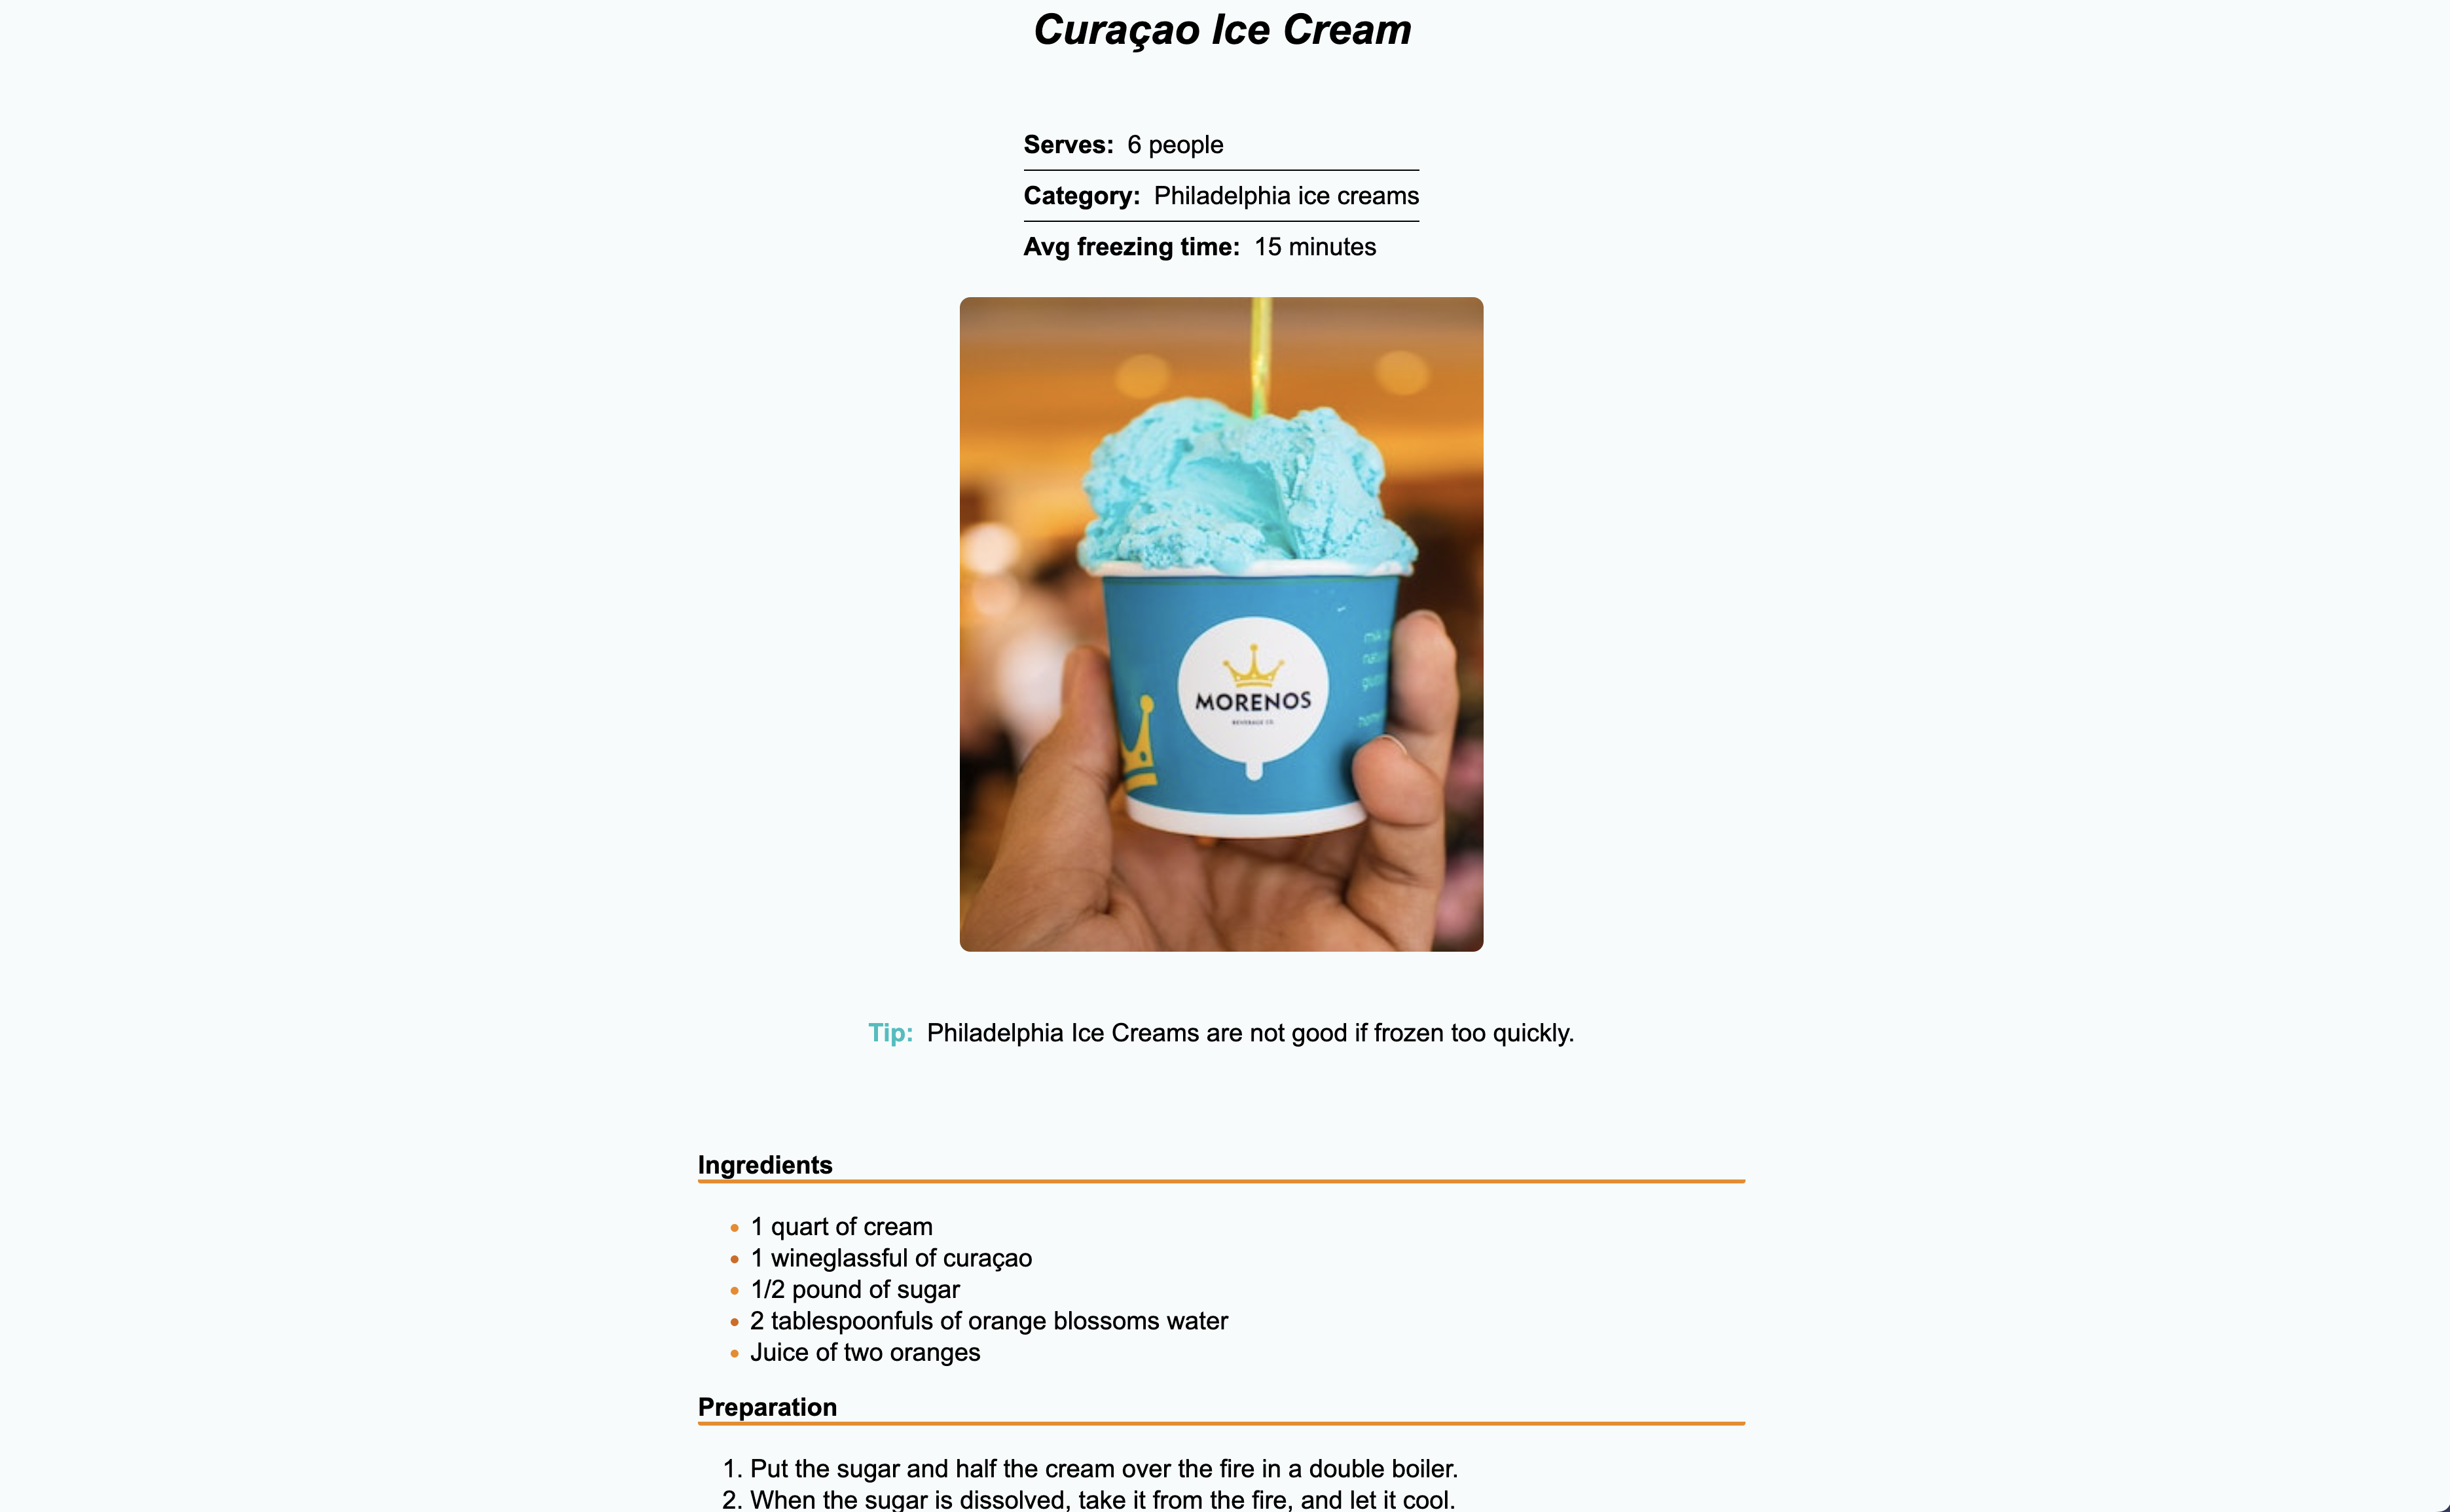 Curaçao Ice Cream
Serves: 6 people
Category: Philadelphia ice creams
Avg freezing time: 15 minutes
MORENOS
BEVERAGE CO.
Tip: Philadelphia Ice Creams are not good if frozen too quickly.
Ingredients
• 1 quart of cream
• 1 wineglassful of curaçao
• 1/2 pound of sugar
• 2 tablespoonfuls of orange blossoms water
• Juice of two oranges
Preparation
1. Put the sugar and half the cream over the fire in a double boiler.
2. When the sugar is dissolved, take it from the fire, and let it cool.